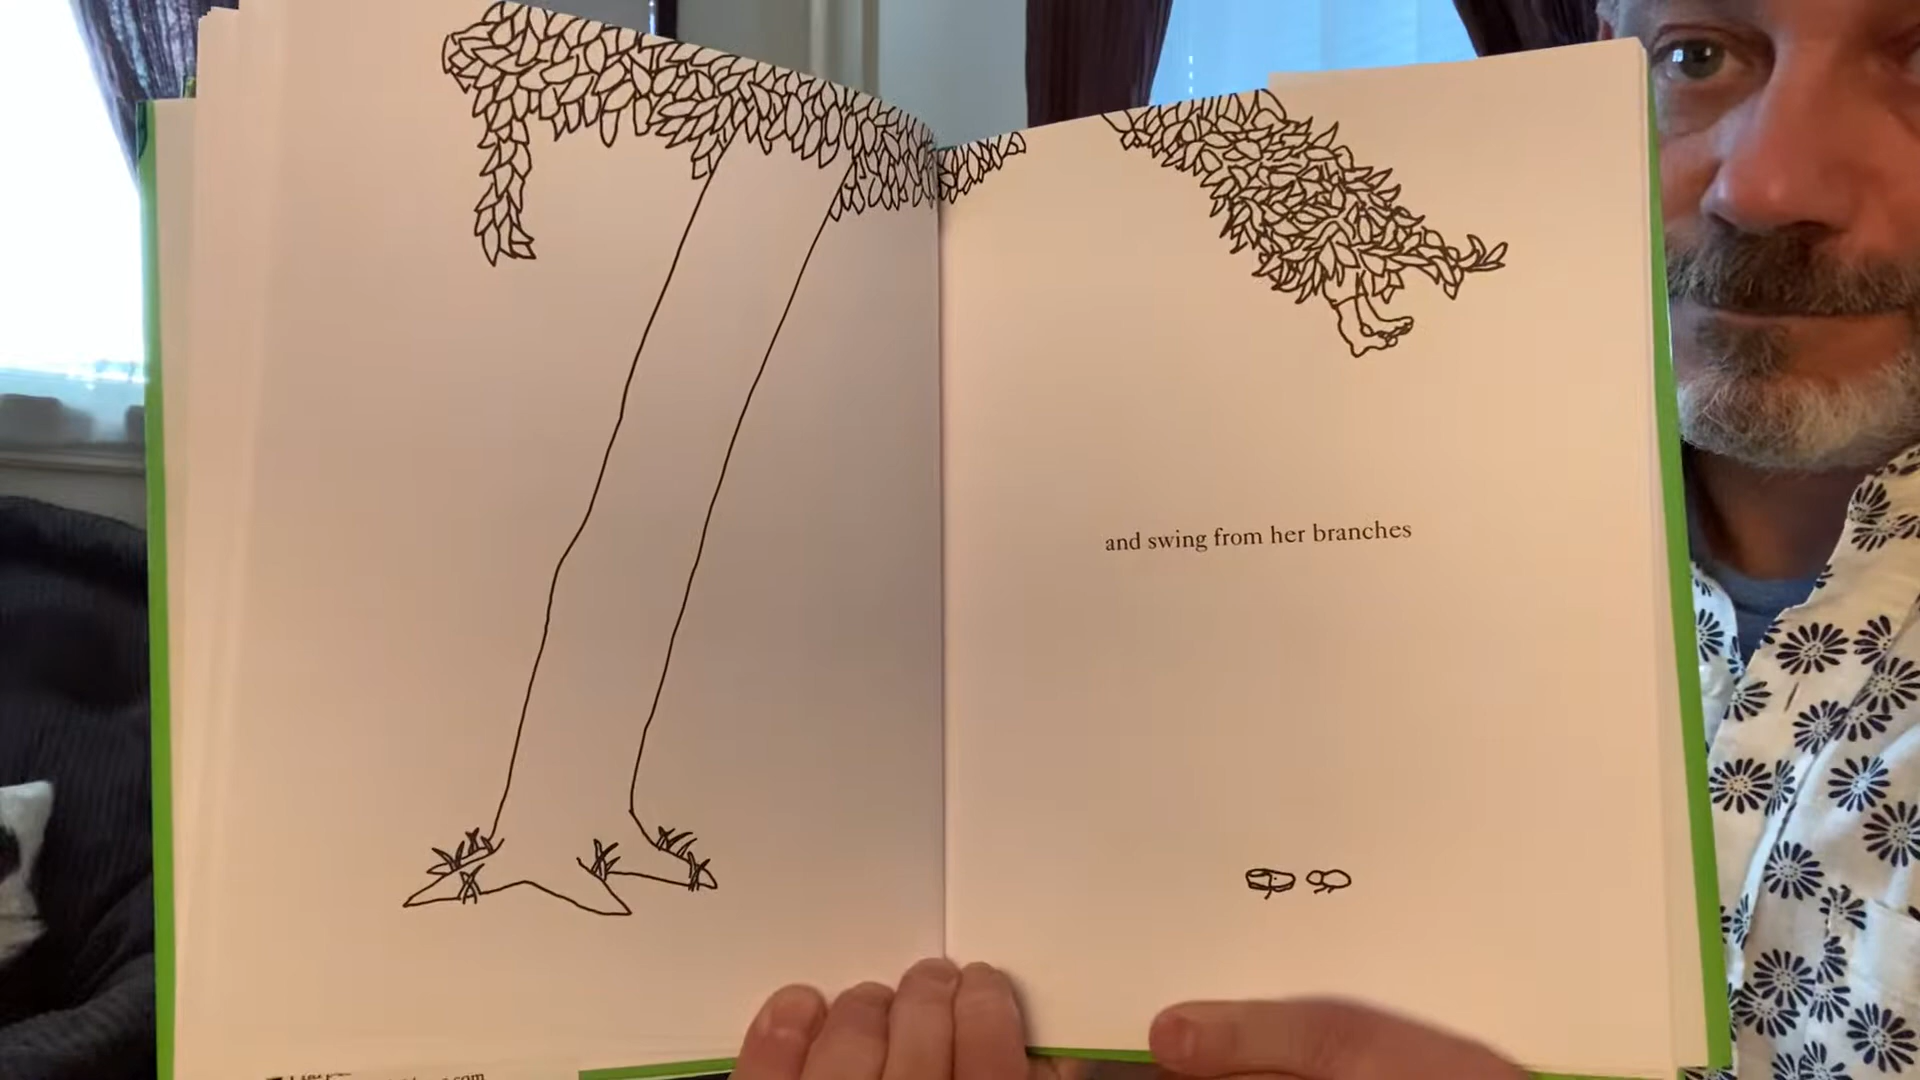 and swing from her branches